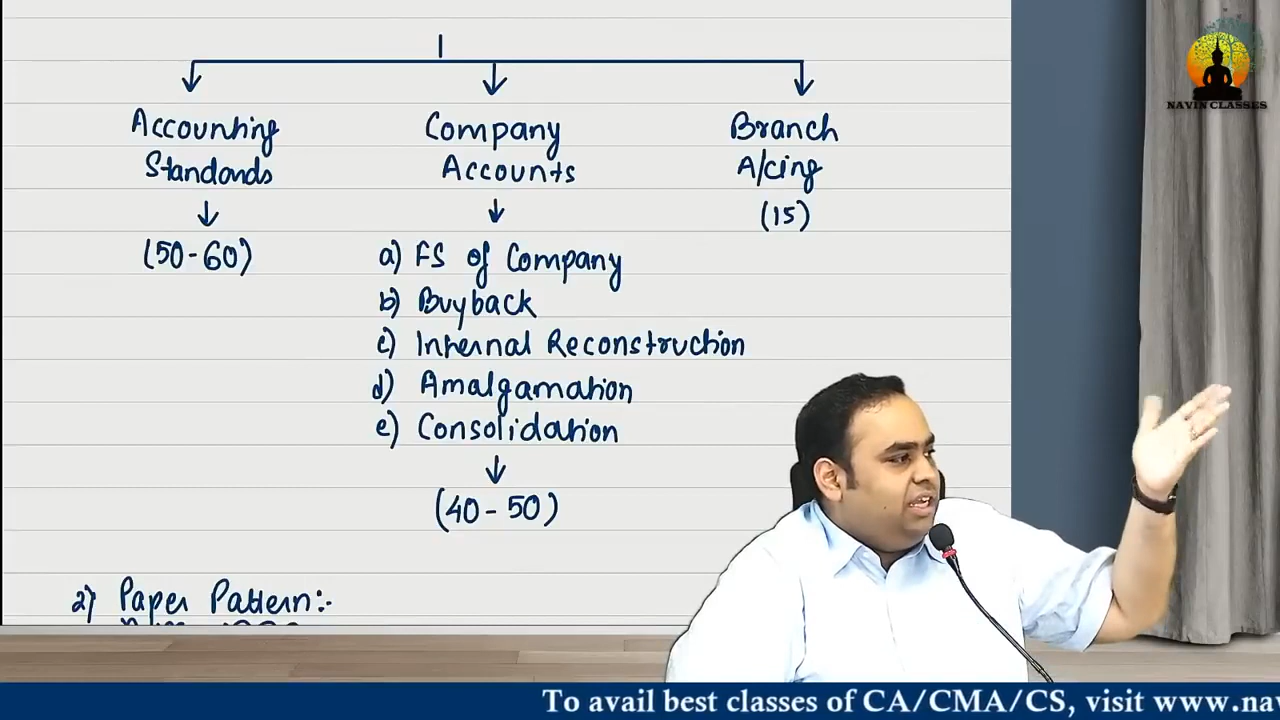 Accounting
Standards
(50-60)
Company
Accounts
a) FS of Company
b) Buyback
c) Internal Reconstruction
d) Amalgamation
e) Consolidation
(40-50)
Branch
A/cing
(15)
2) Paper Pattern:-
NAVIN CLASSES
To avail best classes of CA/CMA/CS, visit www.na